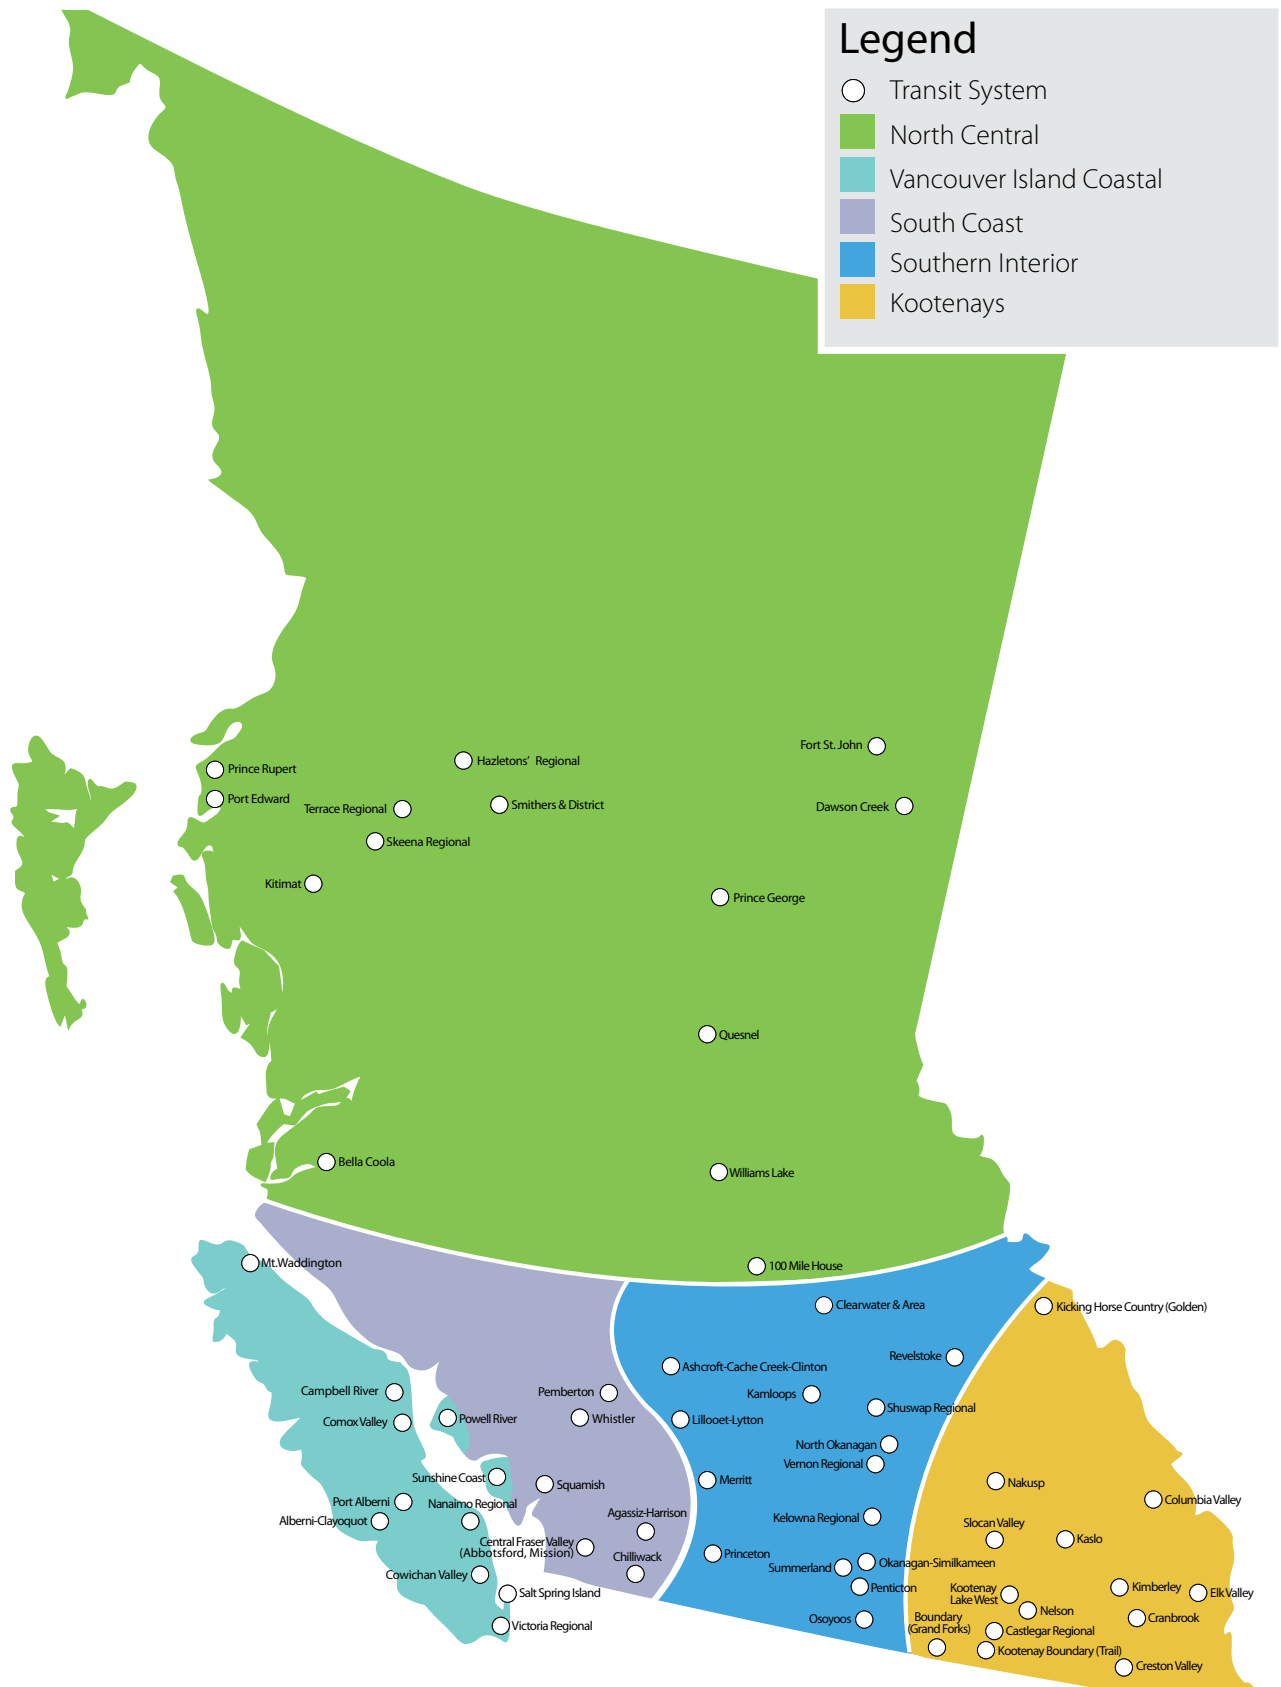 Legend
Transit System
North Central
Vancouver Island Coastal
South Coast
Southern Interior
Kootenays
Fort St. John
Hazletons' Regional
Prince Rupert
Port Edward
Terrace Regional
Smithers & District
Dawson Creek
Skeena Regional
Kitimat
Prince George
Quesnel
Bella Coola
Williams Lake
Mt.Waddington
100 Mile House
Clearwater & Area
Kicking Horse Country (Golden)
Revelstoke
Ashcroft-Cache Creek-Clinton
Campbell River
Pemberton
Kamloops
Shuswap Regional
Comox Valley
Powell River
Whistler
Lillooet-Lytton
North Okanagan
Vernon Regional
Sunshine Coast
Squamish
Merritt
Nakusp
Port Alberni
Nanaimo Regional
Columbia Valley
Alberni-Clayoquot
Agassiz-Harrison
Kelowna Regional
Slocan Valley
Kaslo
Central Fraser Valley
(Abbotsford, Mission)
Chilliwack
Princeton
Summerland
Okanagan-Similkameen
Cowichan Valley
Penticton
Kootenay
Lake West
Kimberley
Elk Valley
Salt Spring Island
Nelson
Osoyoos
Boundary
(Grand Forks)
Cranbrook
Victoria Regional
Castlegar Regional
Kootenay Boundary (Trail)
Creston Valley